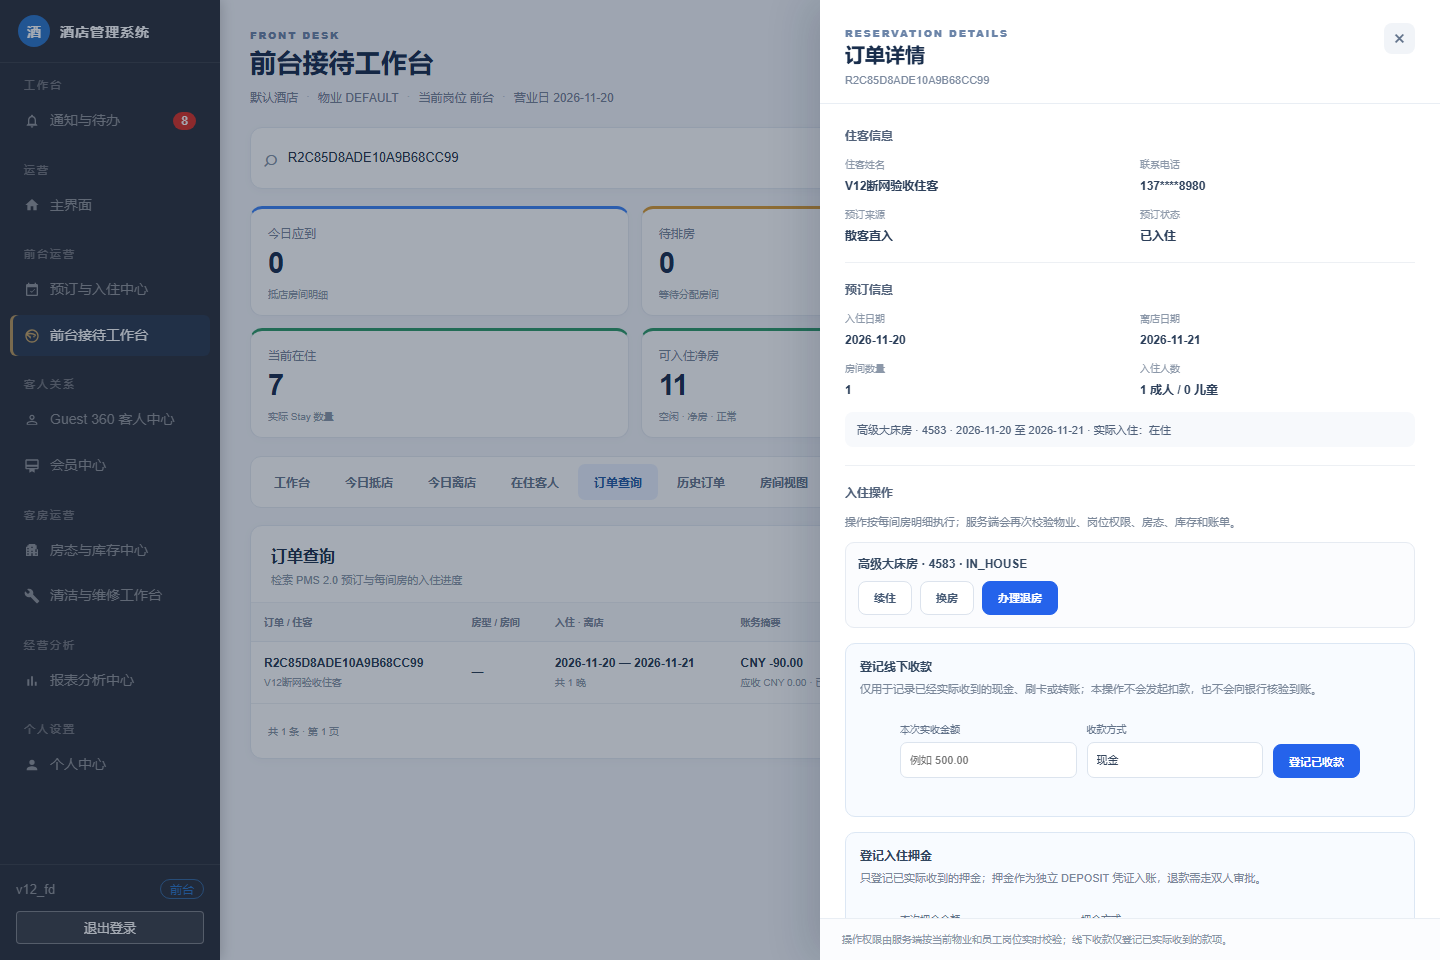 酒
酒店管理系统
工作台
通知与待办
8
运营
主界面
前台运营
预订与入住中心
前台接待工作台
客人关系
Guest 360 客人中心
会员中心
客房运营
房态与库存中心
清洁与维修工作台
经营分析
报表分析中心
个人设置
个人中心
v12_fd
前台
退出登录
FRONT DESK
前台接待工作台
默认酒店 · 物业 DEFAULT · 当前岗位 前台 · 营业日 2026-11-20
R2C85D8ADE10A9B68CC99
今日应到
0
抵店房间明细
待排房
0
等待分配房间
当前在住
7
实际 Stay 数量
可入住净房
11
空闲 · 净房 · 正常
工作台
今日抵店
今日离店
在住客人
订单查询
历史订单
房间视图
订单查询
检索 PMS 2.0 预订与每间房的入住进度
订单 / 住客
房型 / 房间
入住 · 离店
账务摘要
R2C85D8ADE10A9B68CC99
V12断网验收住客
—
2026-11-20 — 2026-11-21
共 1 晚
CNY -90.00
应收 CNY 0.00 ·
共 1 条 · 第 1 页
RESERVATION DETAILS
订单详情
R2C85D8ADE10A9B68CC99
×
住客信息
住客姓名
V12断网验收住客
联系电话
137****8980
预订来源
散客直入
预订状态
已入住
预订信息
入住日期
2026-11-20
离店日期
2026-11-21
房间数量
1
入住人数
1 成人 / 0 儿童
高级大床房 · 4583 · 2026-11-20 至 2026-11-21 · 实际入住：在住
入住操作
操作按每间房明细执行；服务端会再次校验物业、岗位权限、房态、库存和账单。
高级大床房 · 4583 · IN_HOUSE
续住
换房
办理退房
登记线下收款
仅用于记录已经实际收到的现金、刷卡或转账；本操作不会发起扣款，也不会向银行核验到账。
本次实收金额
收款方式
例如 500.00
现金
登记已收款
登记入住押金
只登记已实际收到的押金；押金作为独立 DEPOSIT 凭证入账，退款需走双人审批。
操作权限由服务端按当前物业和员工岗位实时校验；线下收款仅登记已实际收到的款项。